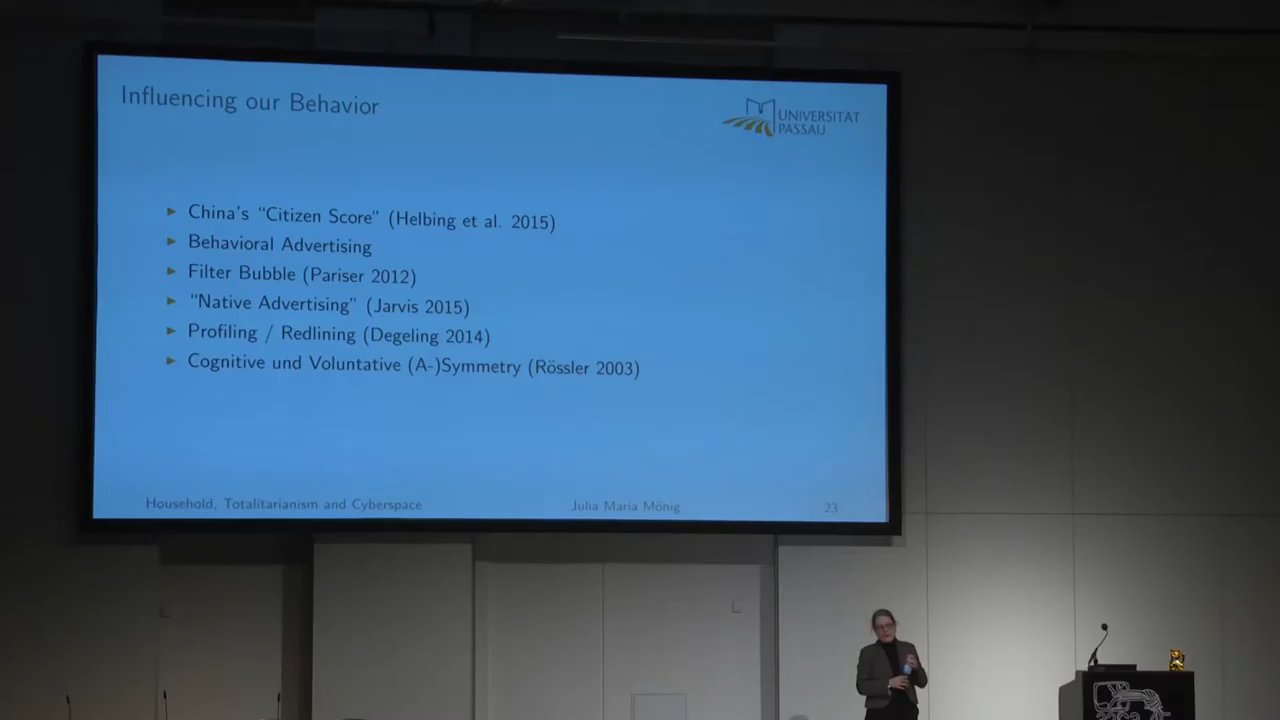 Influencing our Behavior
UNIVERSITÄT
PASSAU
China's “Citizen Score” (Helbing et al. 2015)
Behavioral Advertising
Filter Bubble (Pariser 2012)
“Native Advertising” (Jarvis 2015)
Profiling / Redlining (Degeling 2014)
Cognitive und Voluntative (A-)Symmetry (Rössler 2003)
Household, Totalitarianism and Cyberspace
Julia Maria Mönig
23